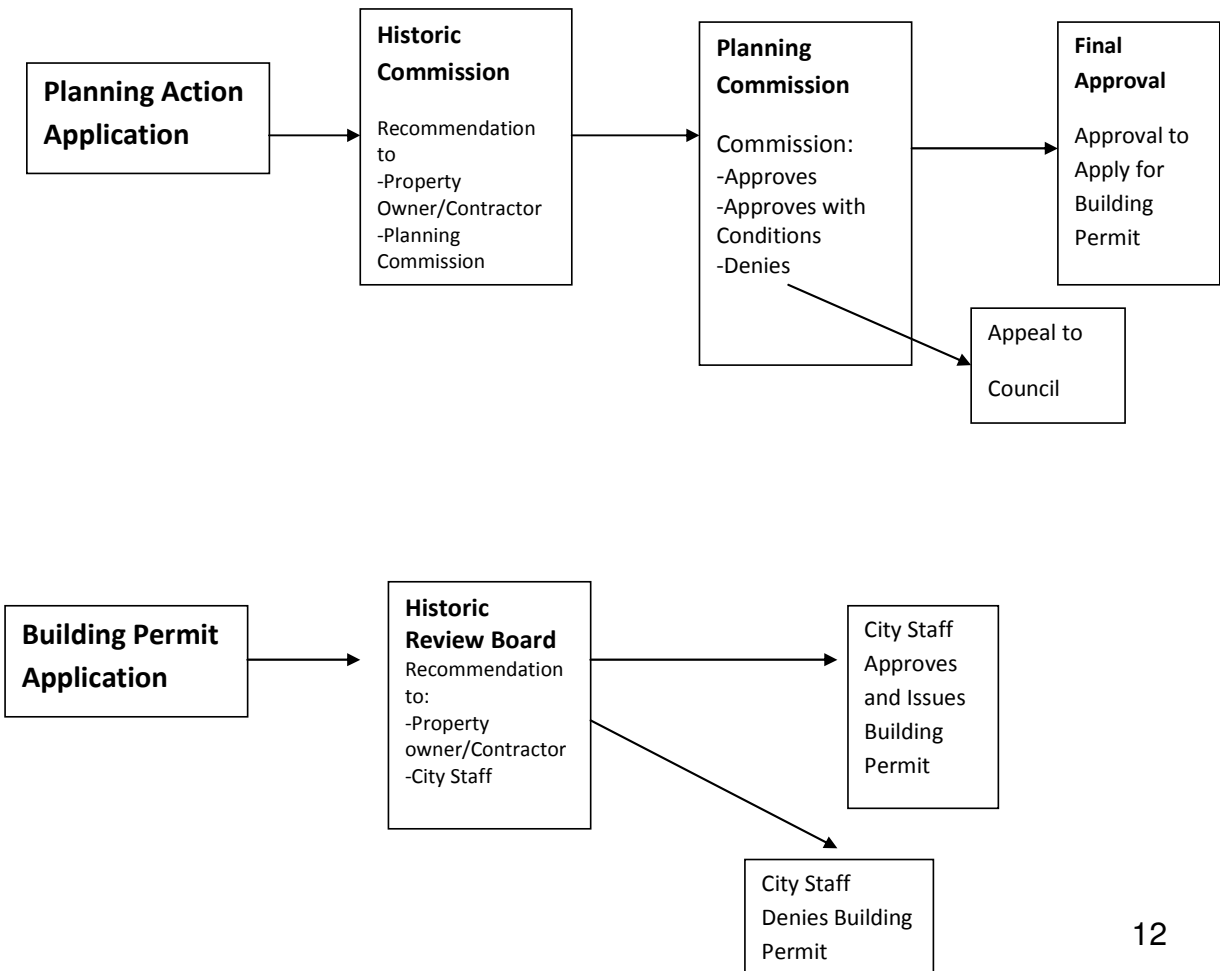 Planning Action
Application
Historic
Commission
Recommendation
to
-Property
Owner/Contractor
-Planning
Commission
Planning
Commission
Commission:
-Approves
-Approves with
Conditions
-Denies
Final
Approval
Approval to
Apply for
Building
Permit
Appeal to
Council
Building Permit
Application
Historic
Review Board
Recommendation
to:
-Property
owner/Contractor
-City Staff
City Staff
Approves
and Issues
Building
Permit
City Staff
Denies Building
Permit
12